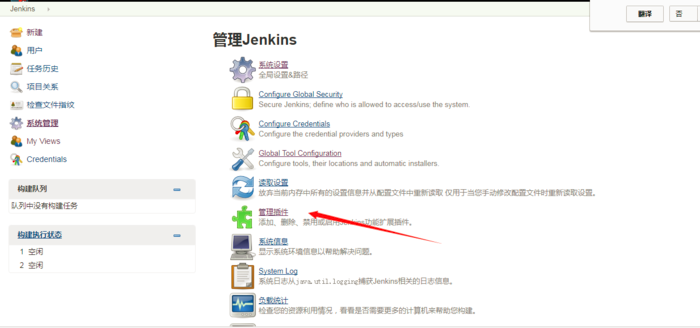 Jenkins ›
翻译
否
新建
用户
任务历史
项目关系
检查文件指纹
系统管理
My Views
Credentials
构建队列
队列中没有构建任务
构建执行状态
1 空闲
2 空闲
管理Jenkins
系统设置
全局设置&路径
Configure Global Security
Secure Jenkins; define who is allowed to access/use the system.
Configure Credentials
Configure the credential providers and types
Global Tool Configuration
Configure tools, their locations and automatic installers.
读取设置
放弃当前内存中所有的设置信息并从配置文件中重新读取 仅用于当您手动修改配置文件时重新读取设置。
管理插件
添加、删除、禁用或启用Jenkins功能扩展插件。
系统信息
显示系统环境信息以帮助解决问题。
System Log
系统日志从java.util.logging捕获Jenkins相关的日志信息。
负载统计
检查您的资源利用情况，看看是否需要更多的计算机来帮助您构建。